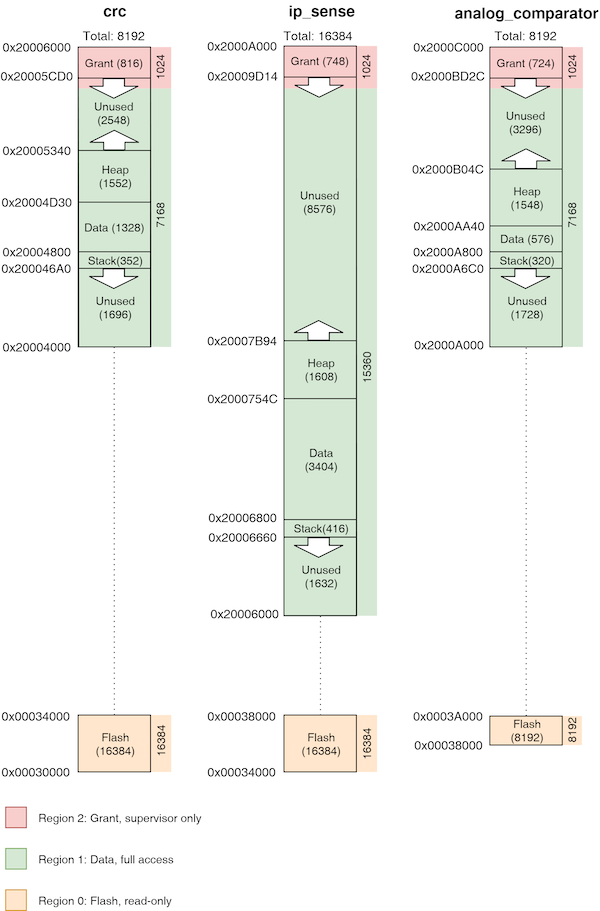 crc
Total: 8192
0x20006000
Grant (816)
1024
0x20005CD0
Unused
(2548)
0x20005340
Heap
(1552)
7168
0x20004D30
Data (1328)
0x20004800
Stack(352)
0x200046A0
Unused
(1696)
0x20004000
0x00034000
Flash
(16384)
16384
0x00030000
ip_sense
Total: 16384
0x2000A000
Grant (748)
1024
0x20009D14
Unused
(8576)
0x20007B94
Heap
(1608)
15360
0x2000754C
Data
(3404)
0x20006800
Stack(416)
0x20006660
Unused
(1632)
0x20006000
0x00038000
Flash
(16384)
16384
0x00034000
analog_comparator
Total: 8192
0x2000C000
Grant (724)
1024
0x2000BD2C
Unused
(3296)
0x2000B04C
Heap
(1548)
7168
0x2000AA40
Data (576)
0x2000A800
Stack(320)
0x2000A6C0
Unused
(1728)
0x2000A000
0x0003A000
Flash
(8192)
8192
0x00038000
Region 2: Grant, supervisor only
Region 1: Data, full access
Region 0: Flash, read-only